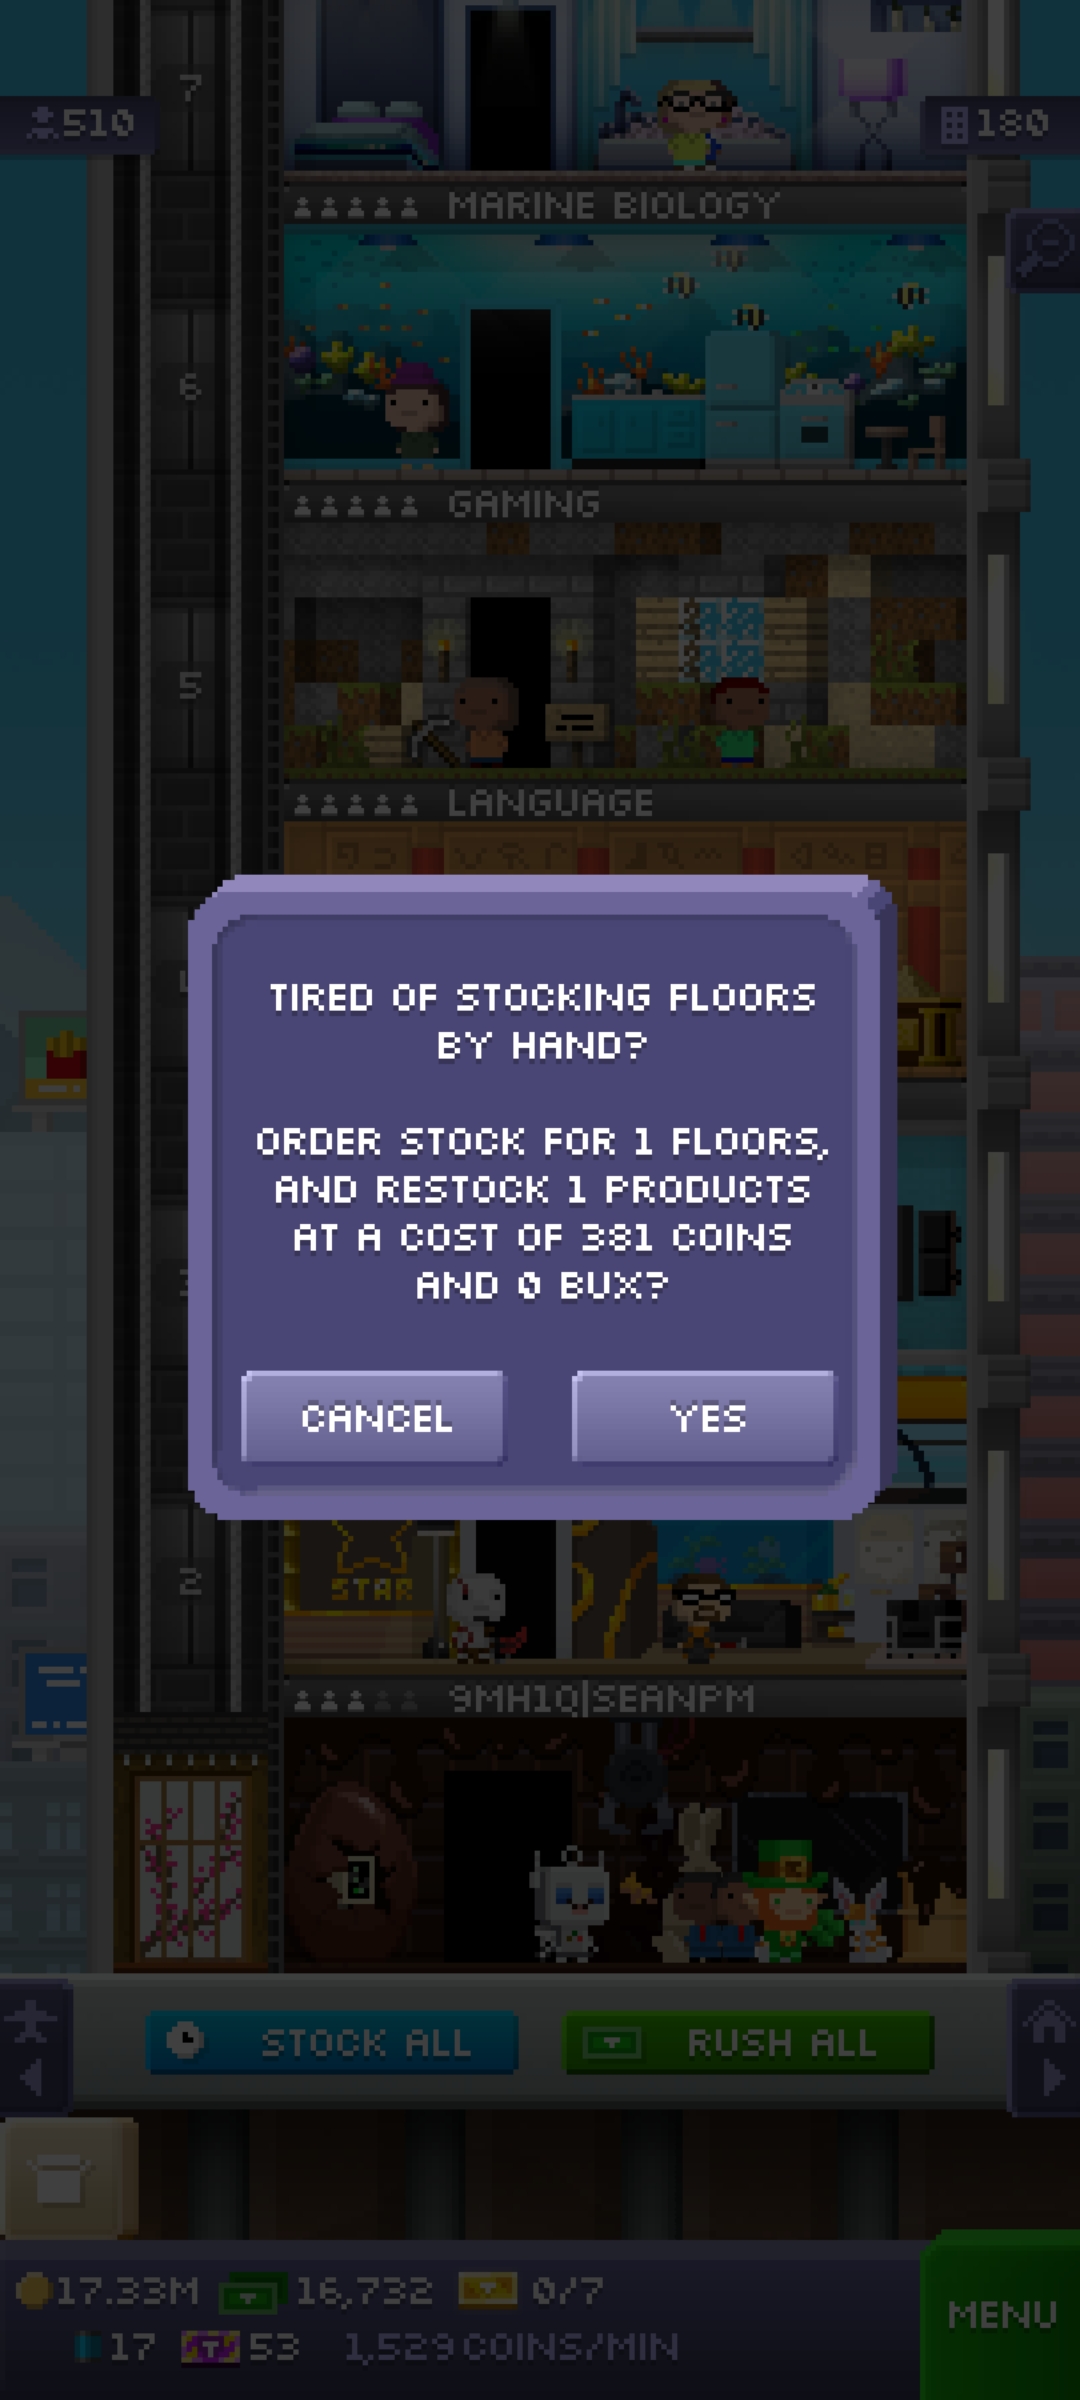 7
510
180
MARINE BIOLOGY
6
GAMING
5
LANGUAGE
TIRED OF STOCKING FLOORS
BY HAND?
ORDER STOCK FOR 1 FLOORS,
AND RESTOCK 1 PRODUCTS
AT A COST OF 381 COINS
AND 0 BUX?
CANCEL
YES
2
STAR
9MH1Q|SEANPM
STOCK ALL
RUSH ALL
17.33M
16,732
0/7
MENU
17
T
53
1,529 COINS/MIN